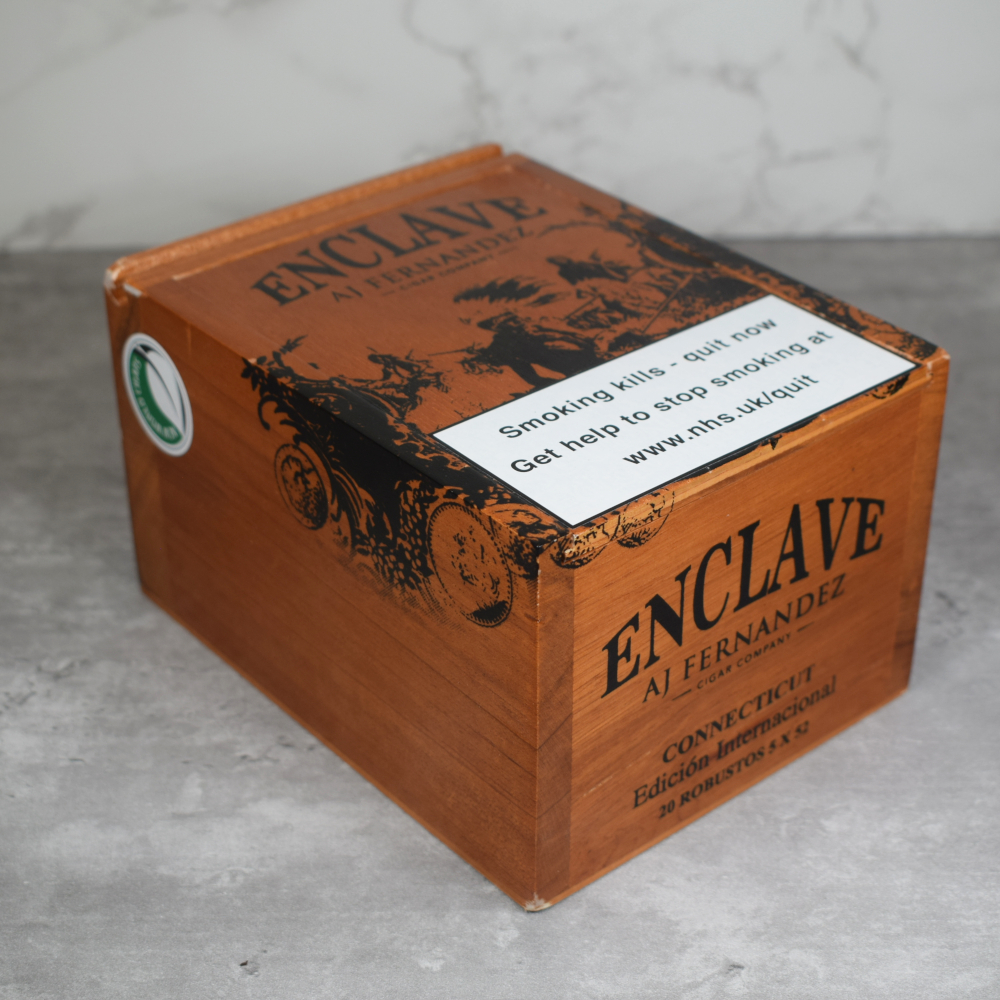 ENCLAVE
AJ FERNANDEZ
CIGAR COMPANY
Smoking kills - quit now
Get help to stop smoking at
www.nhs.uk/quit
ENCLAVE
AJ FERNANDEZ
CIGAR COMPANY
CONNECTICUT
Edición Internacional
20 ROBUSTOS 5 X 52